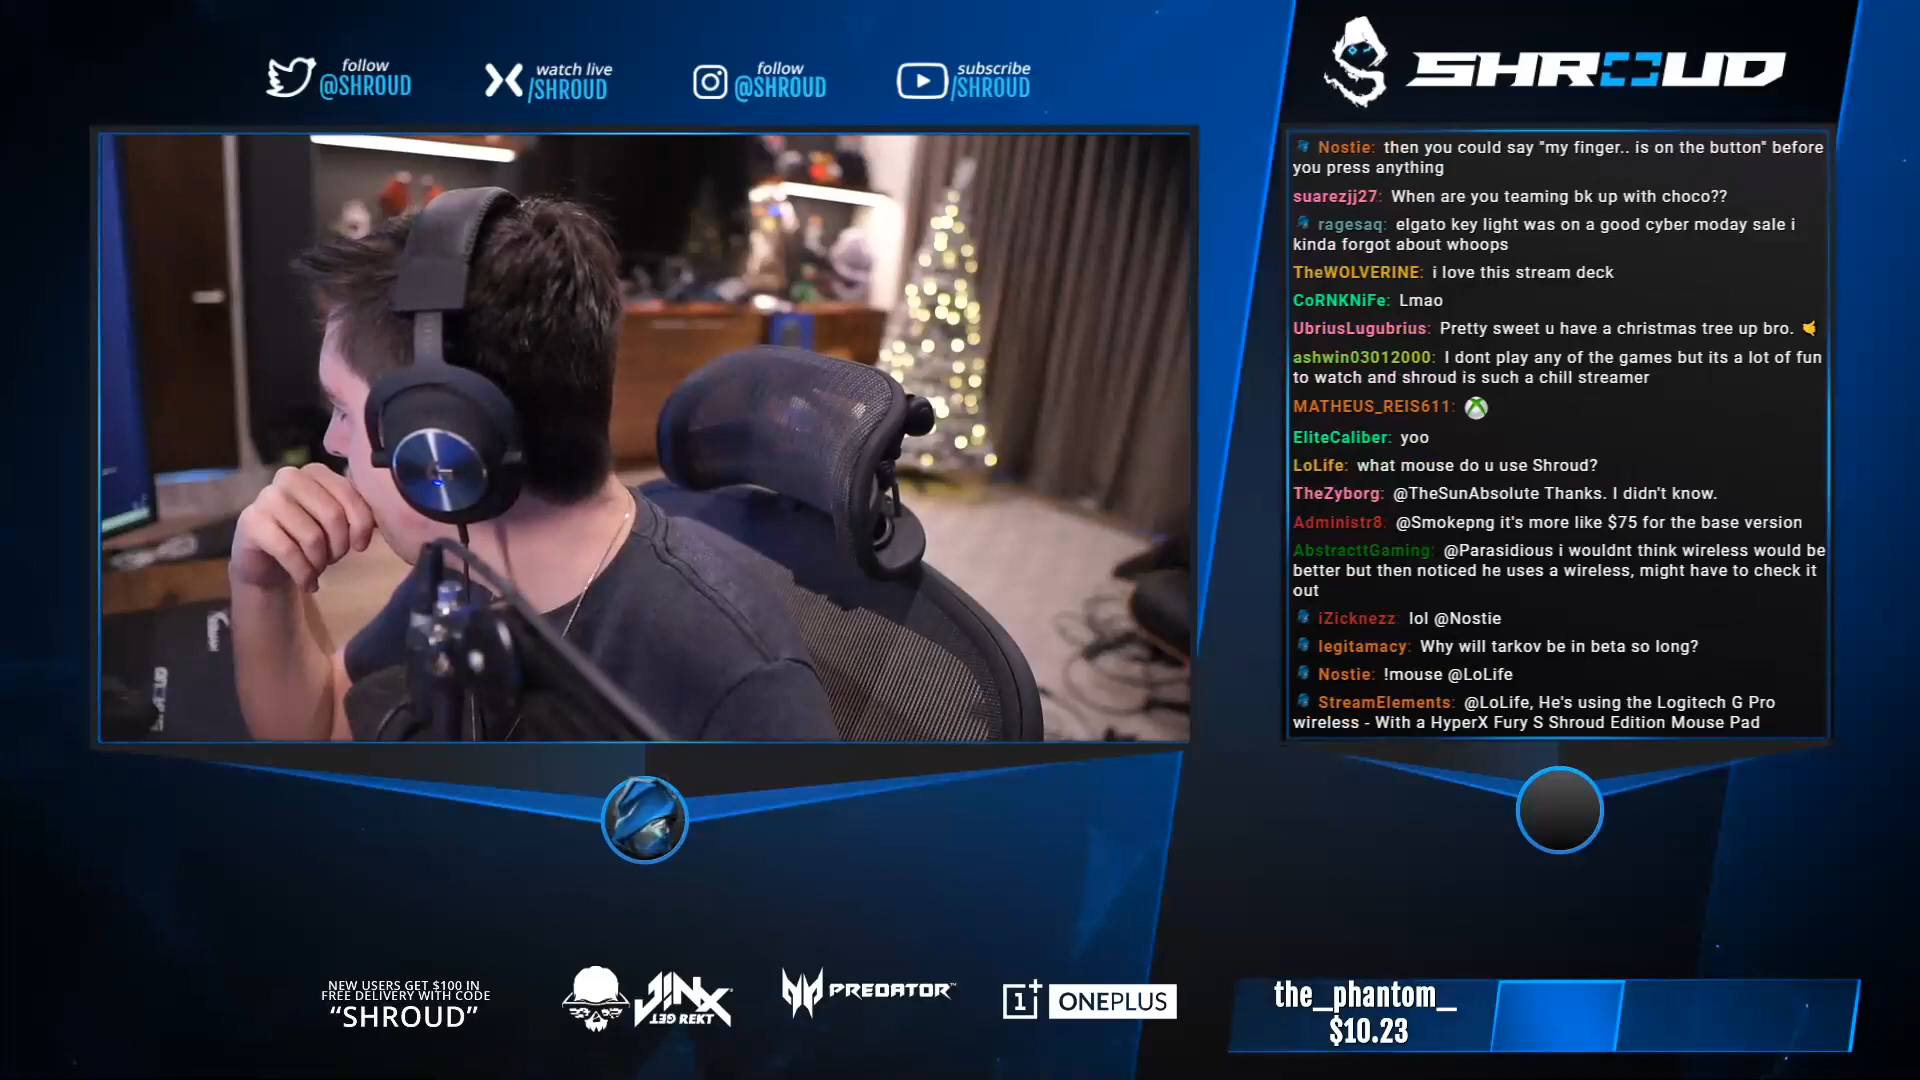 follow
@SHROUD
watch live
/SHROUD
follow
@SHROUD
subscribe
/SHROUD
SHROUD
Nostie: then you could say "my finger.. is on the button" before
you press anything
suarezjj27: When are you teaming bk up with choco??
ragesaq: elgato key light was on a good cyber moday sale i
kinda forgot about whoops
TheWOLVERINE: i love this stream deck
CoRNKNiFe: Lmao
UbriusLugubrius: Pretty sweet u have a christmas tree up bro. 🤙
ashwin03012000: I dont play any of the games but its a lot of fun
to watch and shroud is such a chill streamer
MATHEUS_REIS611:
EliteCaliber: yoo
LoLife: what mouse do u use Shroud?
TheZyborg: @TheSunAbsolute Thanks. I didn't know.
Administr8: @Smokepng it's more like $75 for the base version
AbstracttGaming: @Parasidious i wouldnt think wireless would be
better but then noticed he uses a wireless, might have to check it
out
iZicknezz: lol @Nostie
legitamacy: Why will tarkov be in beta so long?
Nostie: !mouse @LoLife
StreamElements: @LoLife, He's using the Logitech G Pro
wireless - With a HyperX Fury S Shroud Edition Mouse Pad
NEW USERS GET $100 IN
FREE DELIVERY WITH CODE
“SHROUD”
JINX
GET REKT
PREDATOR™
1+ ONEPLUS
the_phantom_
$10.23